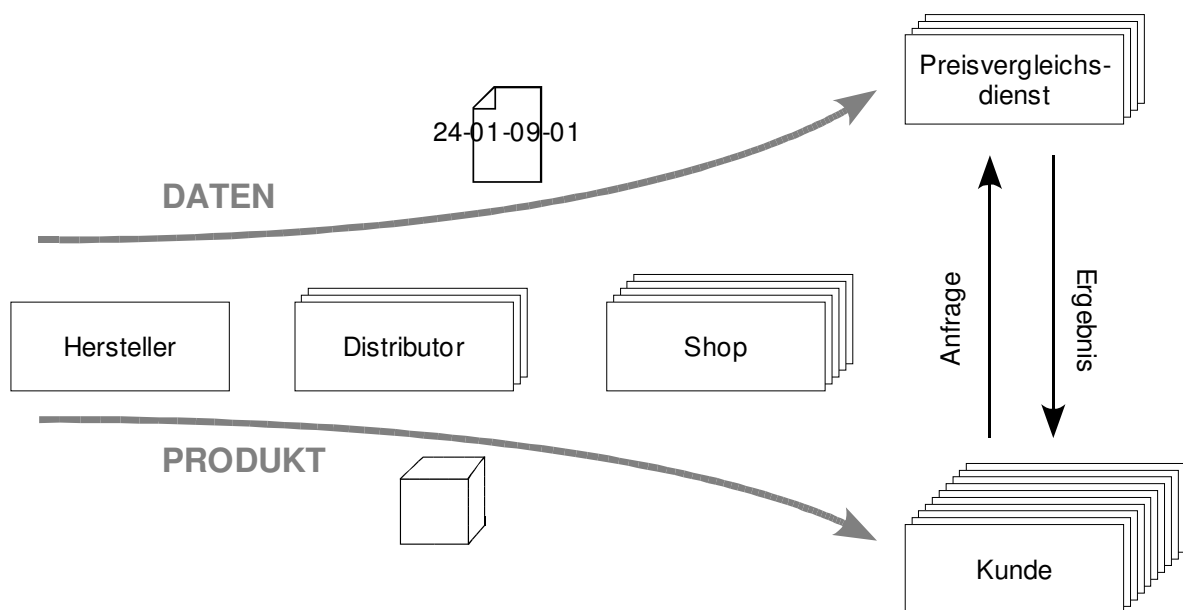 Preisvergleichs-
dienst
24-01-09-01
DATEN
Anfrage
Ergebnis
Hersteller
Distributor
Shop
PRODUKT
Kunde